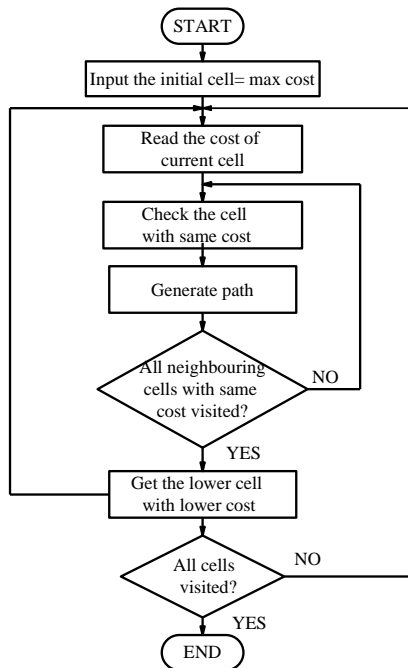 START
Input the initial cell= max cost
Read the cost of
current cell
Check the cell
with same cost
Generate path
All neighbouring
cells with same
cost visited?
NO
YES
Get the lower cell
with lower cost
All cells
visited?
NO
YES
END